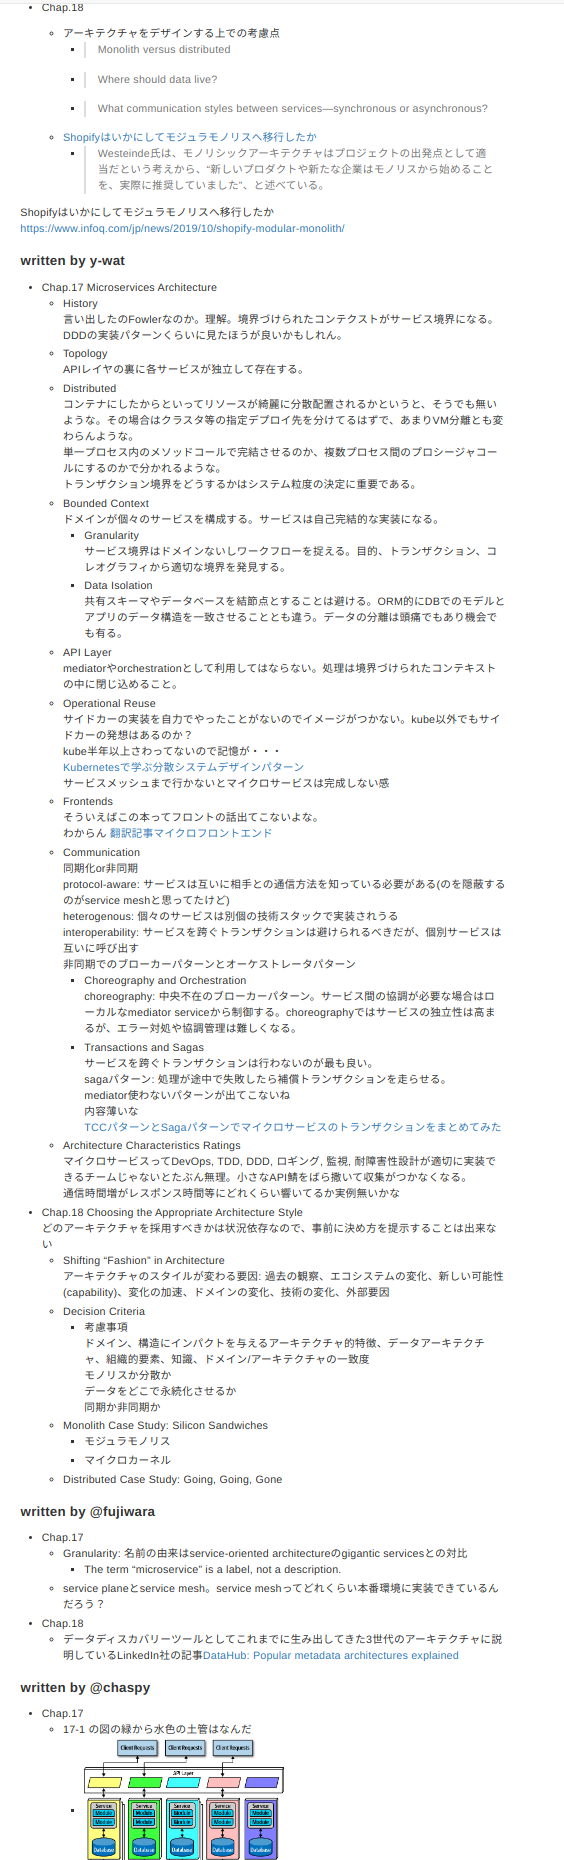 Chap.18
アーキテクチャをデザインする上での考慮点
Monolith versus distributed
Where should data live?
What communication styles between services—synchronous or asynchronous?
Shopifyはいかにしてモジュラモノリスへ移行したか
Westeinde氏は、モノリシックアーキテクチャはプロジェクトの出発点として適
当だという考えから、“新しいプロダクトや新たな企業はモノリスから始めること
を、実際に推奨していました”、と述べている。
Shopifyはいかにしてモジュラモノリスへ移行したか
https://www.infoq.com/jp/news/2019/10/shopify-modular-monolith/
written by y-wat
Chap.17 Microservices Architecture
History
言い出したのFowlerなのか。理解。境界づけられたコンテクストがサービス境界になる。
DDDの実装パターンくらいに見たほうが良いかもしれん。
Topology
APIレイヤの裏に各サービスが独立して存在する。
Distributed
コンテナにしたからといってリソースが綺麗に分散配置されるかというと、そうでも無い
ような。その場合はクラスタ等の指定デプロイ先を分けてるはずで、あまりVM分離とも変
わらんような。
単一プロセス内のメソッドコールで完結させるのか、複数プロセス間のプロシージャコー
ルにするのかで分かれるような。
トランザクション境界をどうするかはシステム粒度の決定に重要である。
Bounded Context
ドメインが個々のサービスを構成する。サービスは自己完結的な実装になる。
Granularity
サービス境界はドメインないしワークフローを捉える。目的、トランザクション、コ
レオグラフィから適切な境界を発見する。
Data Isolation
共有スキーマやデータベースを結節点とすることは避ける。ORM的にDBでのモデルと
アプリのデータ構造を一致させることとも違う。データの分離は頭痛でもあり機会で
も有る。
API Layer
mediatorやorchestrationとして利用してはならない。処理は境界づけられたコンテキスト
の中に閉じ込めること。
Operational Reuse
サイドカーの実装を自力でやったことがないのでイメージがつかない。kube以外でもサイ
ドカーの発想はあるのか？
kube半年以上さわってないので記憶が・・・
Kubernetesで学ぶ分散システムデザインパターン
サービスメッシュまで行かないとマイクロサービスは完成しない感
Frontends
そういえばこの本ってフロントの話出てこないよな。
わからん 翻訳記事マイクロフロントエンド
Communication
同期化or非同期
protocol-aware: サービスは互いに相手との通信方法を知っている必要がある(のを隠蔽する
のがservice meshと思ってたけど)
heterogenous: 個々のサービスは別個の技術スタックで実装されうる
interoperability: サービスを跨ぐトランザクションは避けられるべきだが、個別サービスは
互いに呼び出す
非同期でのブローカーパターンとオーケストレータパターン
Choreography and Orchestration
choreography: 中央不在のブローカーパターン。サービス間の協調が必要な場合はロ
ーカルなmediator serviceから制御する。choreographyではサービスの独立性は高ま
るが、エラー対処や協調管理は難しくなる。
Transactions and Sagas
サービスを跨ぐトランザクションは行わないのが最も良い。
sagaパターン: 処理が途中で失敗したら補償トランザクションを走らせる。
mediator使わないパターンが出てこないね
内容薄いな
TCCパターンとSagaパターンでマイクロサービスのトランザクションをまとめてみた
Architecture Characteristics Ratings
マイクロサービスってDevOps, TDD, DDD, ロギング, 監視, 耐障害性設計が適切に実装で
きるチームじゃないとたぶん無理。小さなAPI鯖をばら撒いて収集がつかなくなる。
通信時間増がレスポンス時間等にどれくらい響いてるか実例無いかな
Chap.18 Choosing the Appropriate Architecture Style
どのアーキテクチャを採用すべきかは状況依存なので、事前に決め方を提示することは出来な
い
Shifting “Fashion” in Architecture
アーキテクチャのスタイルが変わる要因: 過去の観察、エコシステムの変化、新しい可能性
(capability)、変化の加速、ドメインの変化、技術の変化、外部要因
Decision Criteria
考慮事項
ドメイン、構造にインパクトを与えるアーキテクチャ的特徴、データアーキテクチ
ャ、組織的要素、知識、ドメイン/アーキテクチャの一致度
モノリスか分散か
データをどこで永続化させるか
同期か非同期か
Monolith Case Study: Silicon Sandwiches
モジュラモノリス
マイクロカーネル
Distributed Case Study: Going, Going, Gone
written by @fujiwara
Chap.17
Granularity: 名前の由来はservice-oriented architectureのgigantic servicesとの対比
The term “microservice” is a label, not a description.
service planeとservice mesh。service meshってどれくらい本番環境に実装できているん
だろう？
Chap.18
データディスカバリーツールとしてこれまでに生み出してきた3世代のアーキテクチャに説
明しているLinkedIn社の記事DataHub: Popular metadata architectures explained
written by @chaspy
Chap.17
17-1 の図の緑から水色の土管はなんだ
Client Requests Client Requests Client Requests
API Layer
Service Service Service Service Service
Module Module Module Module Module
Module Module Module Module Module
Database Database Database Database Database